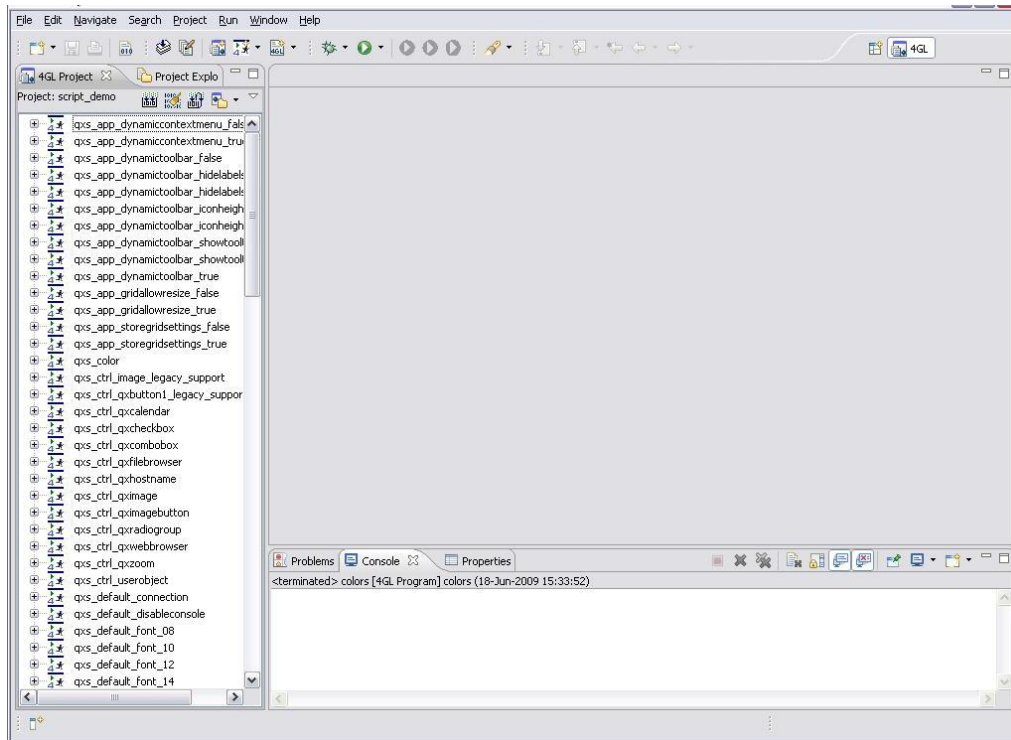 File Edit Navigate Search Project Run Window Help
4GL
4GL Project Project Explo
Project: script_demo
qxs_app_dynamiccontextmenu_fals
qxs_app_dynamiccontextmenu_tru
qxs_app_dynamictoolbar_false
qxs_app_dynamictoolbar_hidelabels
qxs_app_dynamictoolbar_hidelabels
qxs_app_dynamictoolbar_iconheigh
qxs_app_dynamictoolbar_iconheigh
qxs_app_dynamictoolbar_showtool
qxs_app_dynamictoolbar_showtool
qxs_app_dynamictoolbar_true
qxs_app_gridallowresize_false
qxs_app_gridallowresize_true
qxs_app_storegridsettings_false
qxs_app_storegridsettings_true
qxs_color
qxs_ctrl_image_legacy_support
qxs_ctrl_qxbutton1_legacy_suppor
qxs_ctrl_qxcalendar
qxs_ctrl_qxcheckbox
qxs_ctrl_qxcombobox
qxs_ctrl_qxfilebrowser
qxs_ctrl_qxhostname
qxs_ctrl_qximage
qxs_ctrl_qximagebutton
qxs_ctrl_qxradiogroup
qxs_ctrl_qxwebbrowser
qxs_ctrl_qxzoom
qxs_ctrl_userobject
qxs_default_connection
qxs_default_disableconsole
qxs_default_font_08
qxs_default_font_10
qxs_default_font_12
qxs_default_font_14
Problems Console Properties
<terminated> colors [4GL Program] colors (18-Jun-2009 15:33:52)